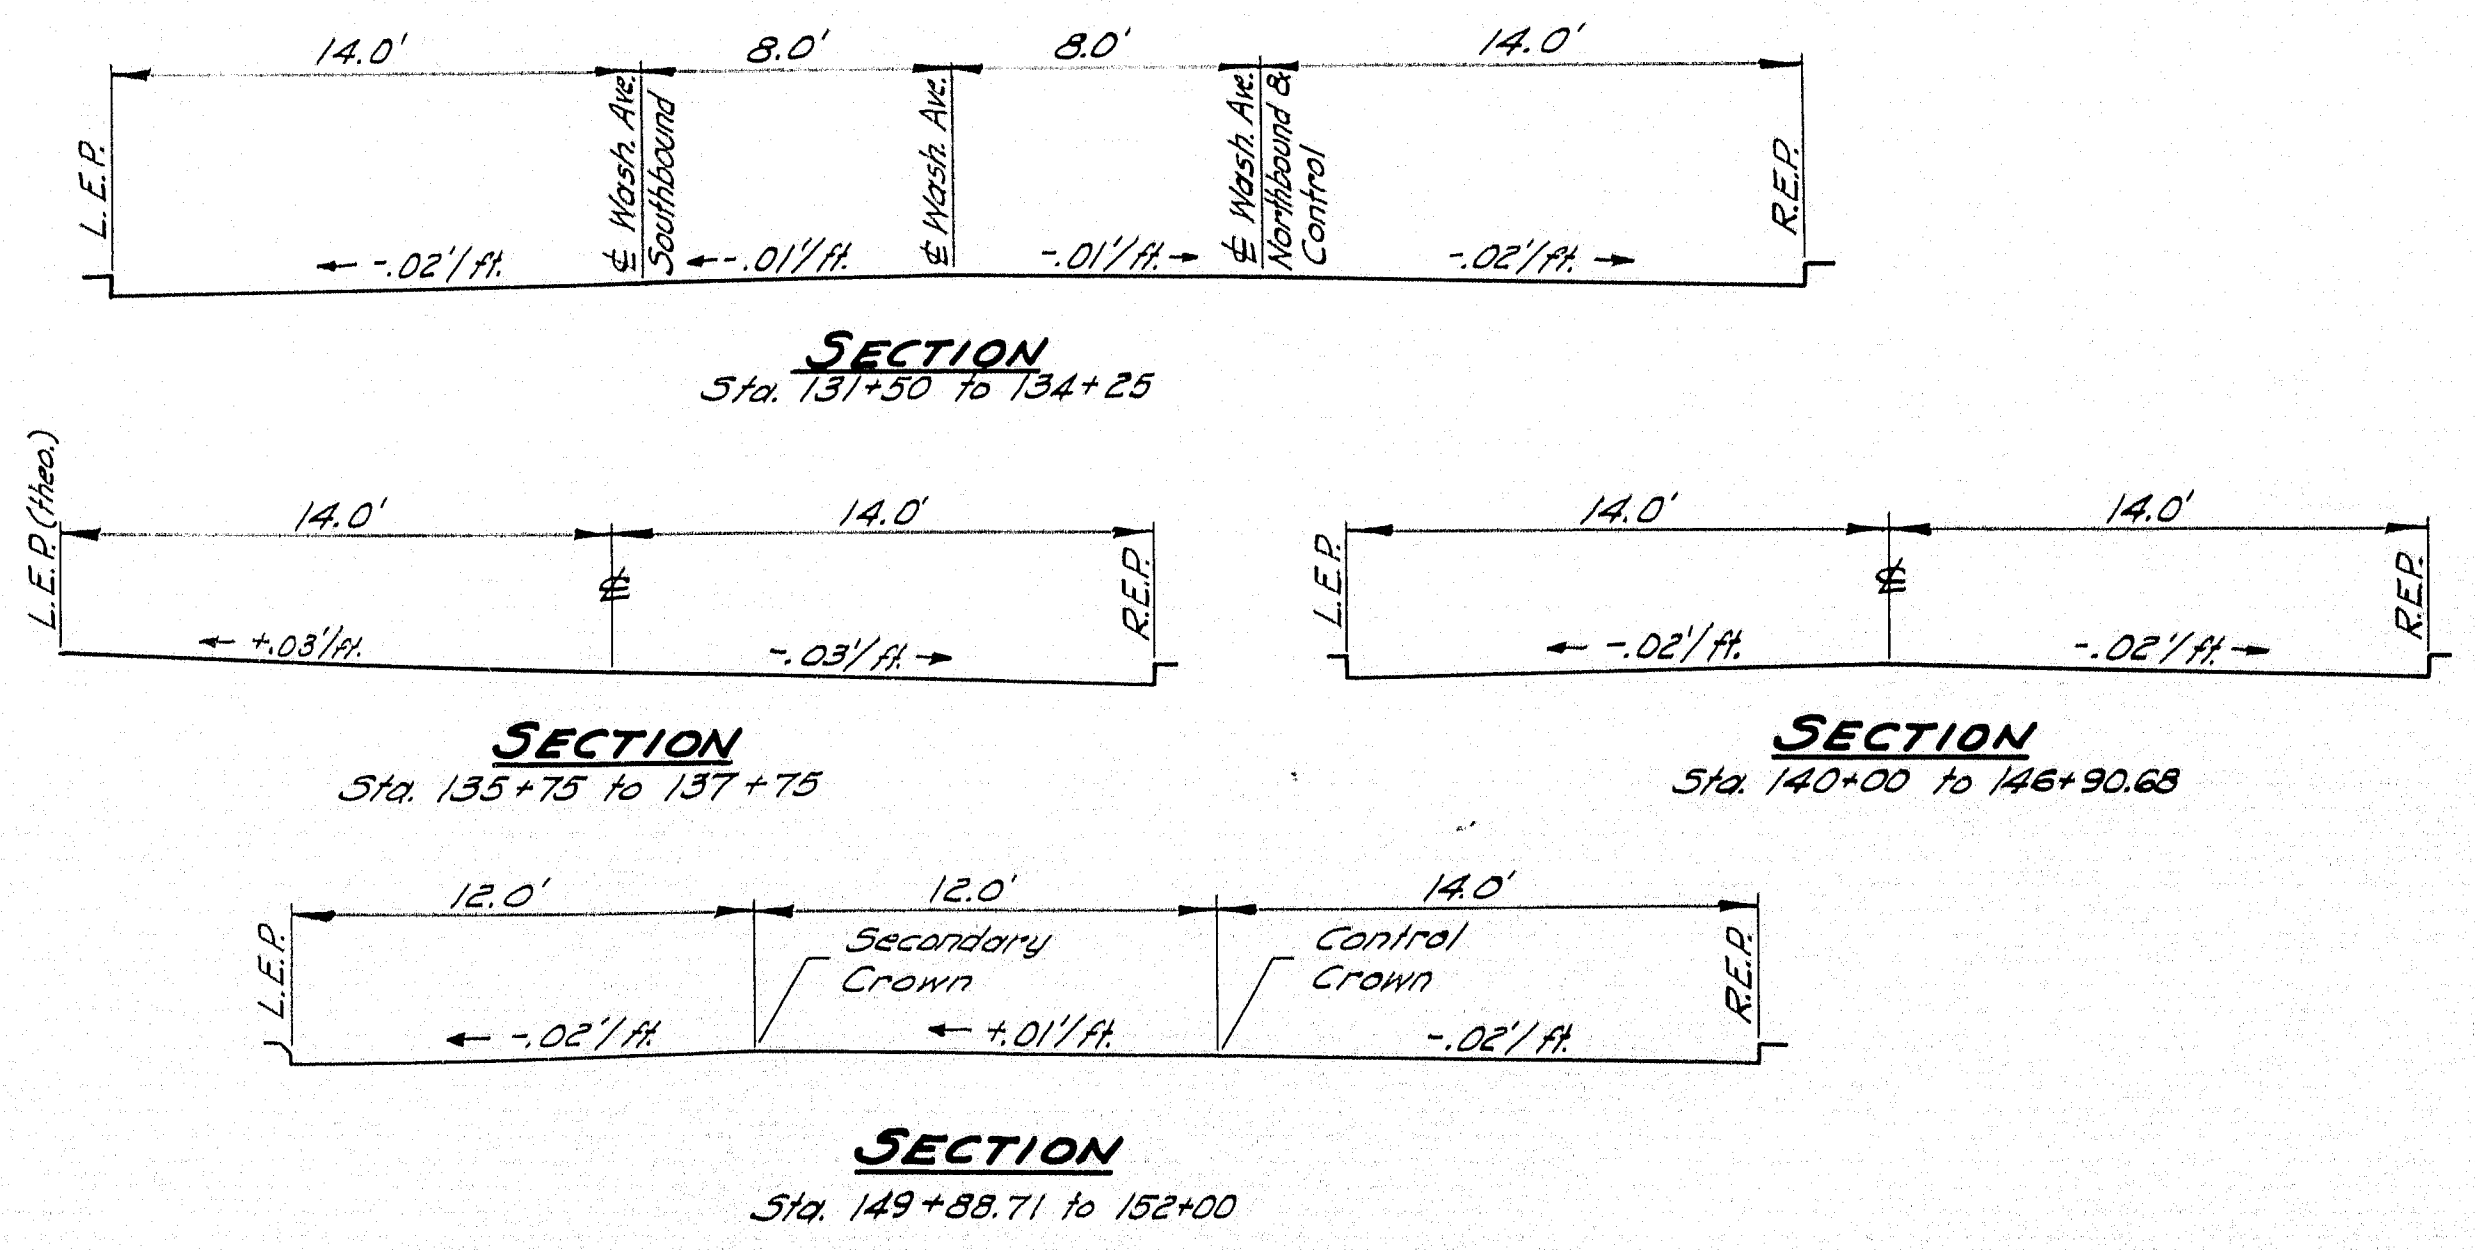 14.0'
8.0'
8.0'
14.0'
L.E.P.
℄ Wash. Ave.
Southbound
℄ Wash. Ave.
℄ Wash. Ave.
Northbound &
Control
R.E.P.
← -.02'/ft.
← -.01'/ft.
-.01'/ft. →
-.02'/ft. →
SECTION
Sta. 131+50 to 134+25
L.E.P. (theo.)
14.0'
14.0'
℄
R.E.P.
← +.03'/ft.
-.03'/ft. →
SECTION
Sta. 135+75 to 137+75
14.0'
14.0'
L.E.P.
℄
R.E.P.
← -.02'/ft.
-.02'/ft. →
SECTION
Sta. 140+00 to 146+90.68
12.0'
12.0'
14.0'
L.E.P.
Secondary
Crown
Control
Crown
R.E.P.
← -.02'/ft.
← +.01'/ft.
-.02'/ft.
SECTION
Sta. 149+88.71 to 152+00